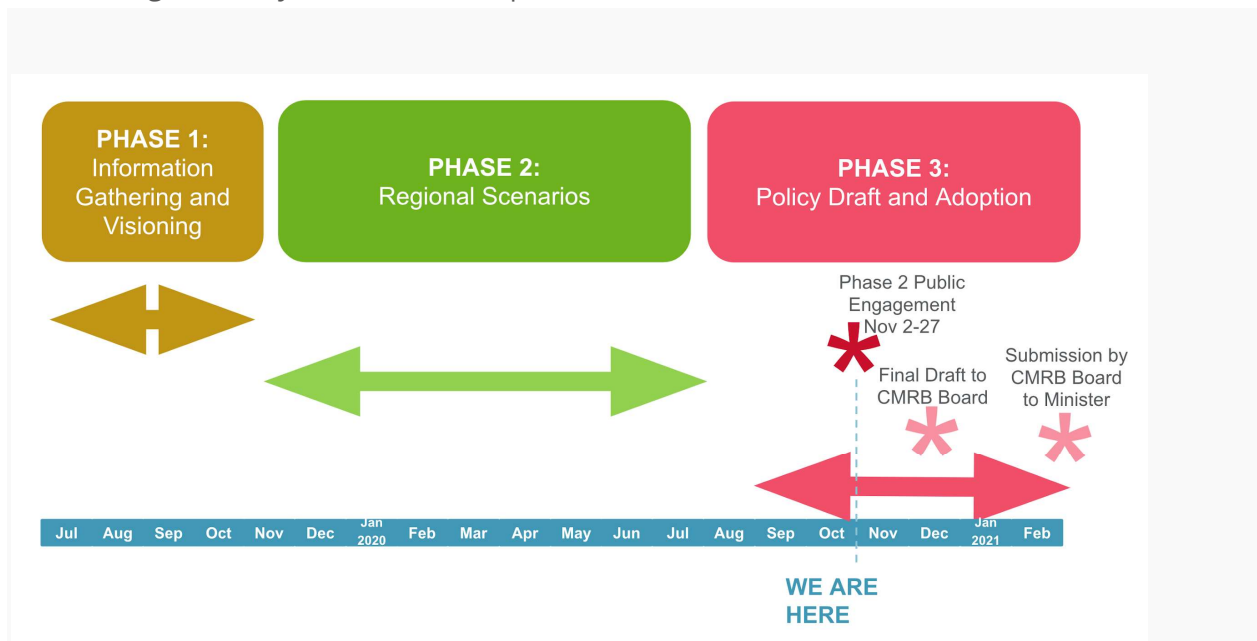 PHASE 1:
Information
Gathering and
Visioning
PHASE 2:
Regional Scenarios
PHASE 3:
Policy Draft and Adoption
Phase 2 Public
Engagement
Nov 2-27
Final Draft to
CMRB Board
Submission by
CMRB Board
to Minister
Jul Aug Sep Oct Nov Dec Jan 2020 Feb Mar Apr May Jun Jul Aug Sep Oct Nov Dec Jan 2021 Feb
WE ARE
HERE